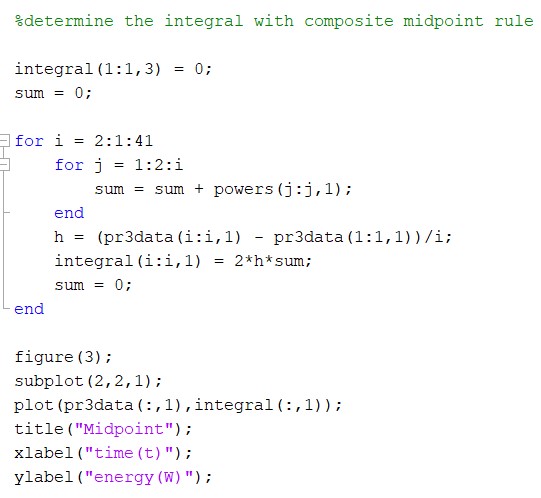 %determine the integral with composite midpoint rule
integral(1:1,3) = 0;
sum = 0;
for i = 2:1:41
for j = 1:2:i
sum = sum + powers(j:j,1);
end
h = (pr3data(i:i,1) - pr3data(1:1,1))/i;
integral(i:i,1) = 2*h*sum;
sum = 0;
end
figure(3);
subplot(2,2,1);
plot(pr3data(:,1),integral(:,1));
title("Midpoint");
xlabel("time(t)");
ylabel("energy(W)");